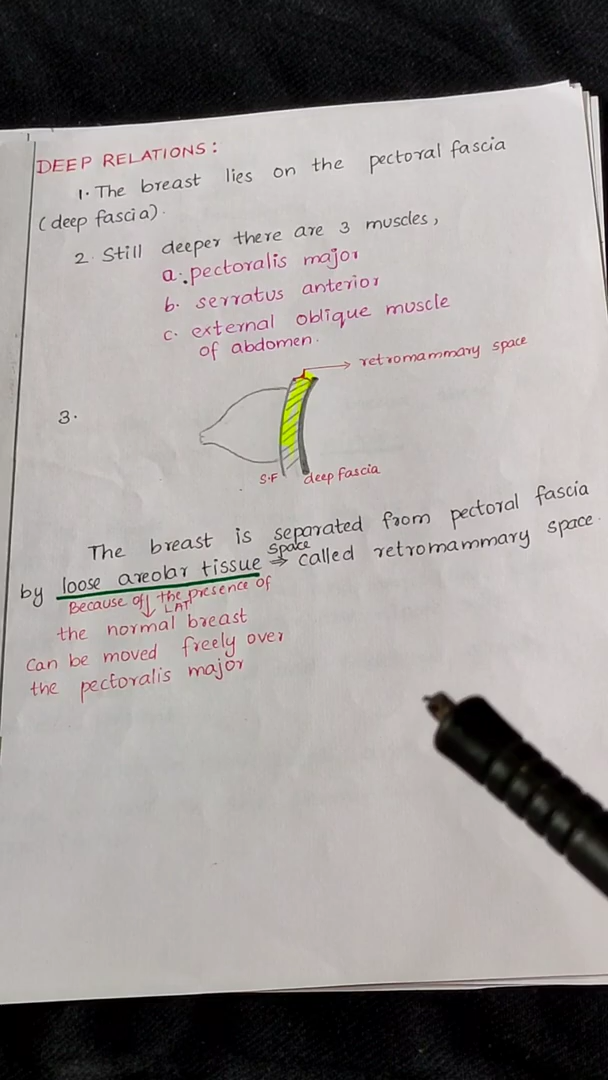 DEEP RELATIONS:
1. The breast lies on the pectoral fascia
(deep fascia).
2. Still deeper there are 3 muscles,
a. pectoralis major
b. serratus anterior
c. external oblique muscle
of abdomen.
retromammary space
3.
S.F deep fascia
The breast is separated from pectoral fascia
by loose areolar tissue space ⇒ called retromammary space.
Because of the presence of
LAT
the normal breast
can be moved freely over
the pectoralis major